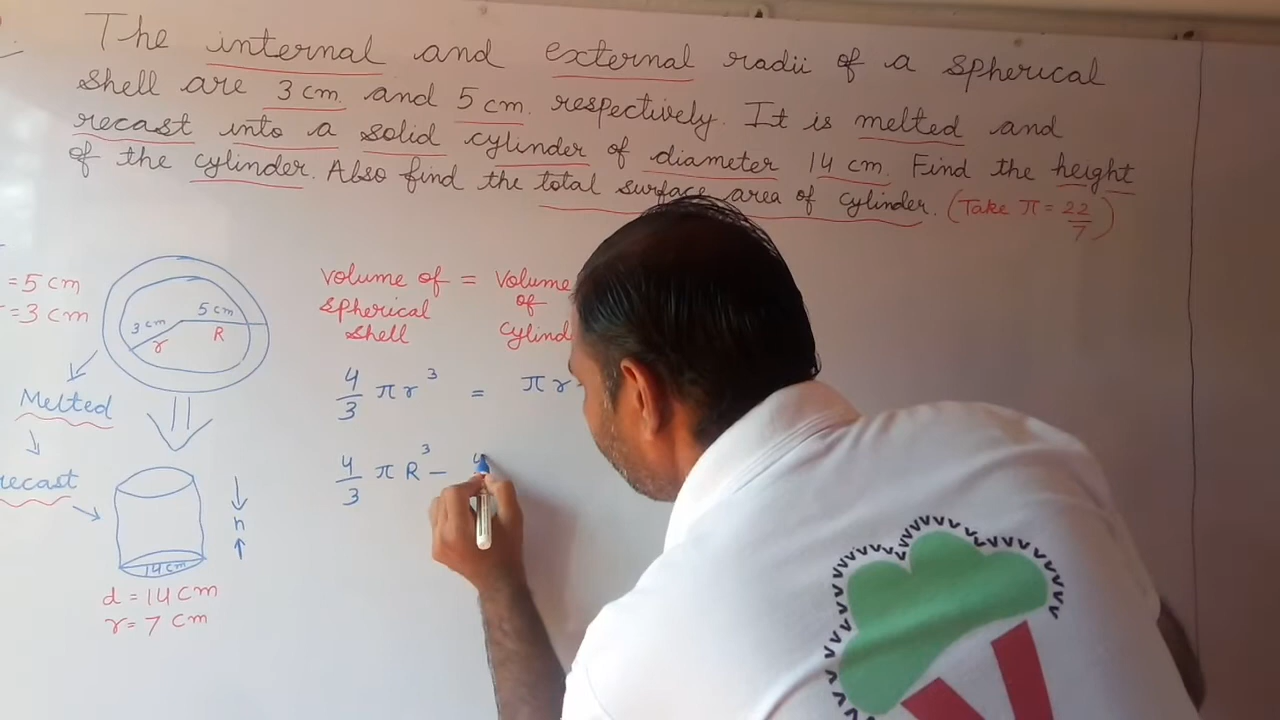 The internal and external radii of a spherical
shell are 3 cm. and 5 cm. respectively. It is melted and
recast into a solid cylinder of diameter 14 cm. Find the height
of the cylinder. Also find the total surface area of cylinder. (Take π = 22/7)
= 5 cm
= 3 cm
5 cm
3 cm
r
R
Melted
recast
h
14 cm
d = 14 cm
r = 7 cm
volume of = volume
spherical of
shell cylind
4/3 π r³ = π r
4/3 π R³ - 4